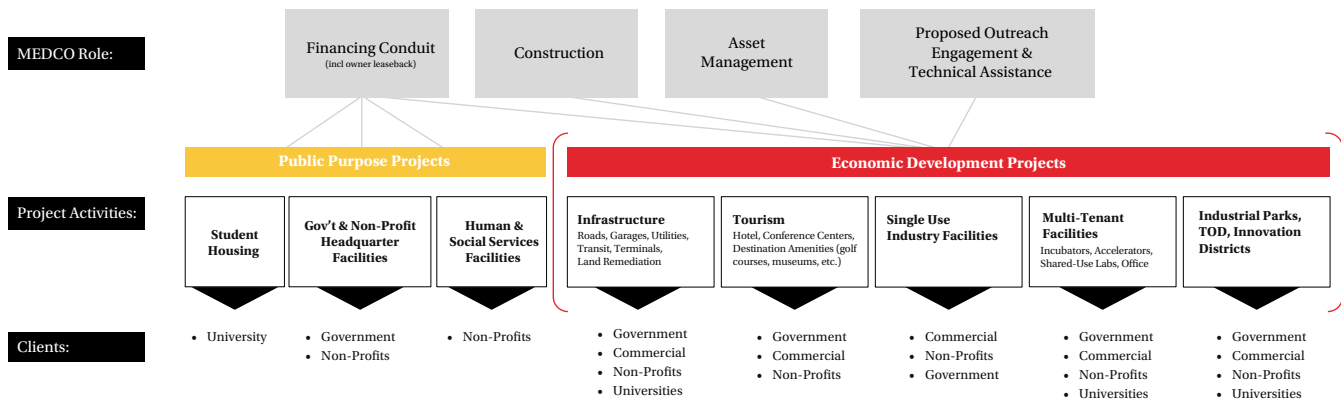 MEDCO Role:
Financing Conduit
(incl owner leaseback)
Construction
Asset
Management
Proposed Outreach
Engagement &
Technical Assistance
Public Purpose Projects
Economic Development Projects
Project Activities:
Student
Housing
Gov't & Non-Profit
Headquarter
Facilities
Human &
Social Services
Facilities
Infrastructure
Roads, Garages, Utilities,
Transit, Terminals,
Land Remediation
Tourism
Hotel, Conference Centers,
Destination Amenities (golf
courses, museums, etc.)
Single Use
Industry Facilities
Multi-Tenant
Facilities
Incubators, Accelerators,
Shared-Use Labs, Office
Industrial Parks,
TOD, Innovation
Districts
Clients:
• University
• Government
• Non-Profits
• Non-Profits
• Government
• Commercial
• Non-Profits
• Universities
• Government
• Commercial
• Non-Profits
• Commercial
• Non-Profits
• Government
• Government
• Commercial
• Non-Profits
• Universities
• Government
• Commercial
• Non-Profits
• Universities